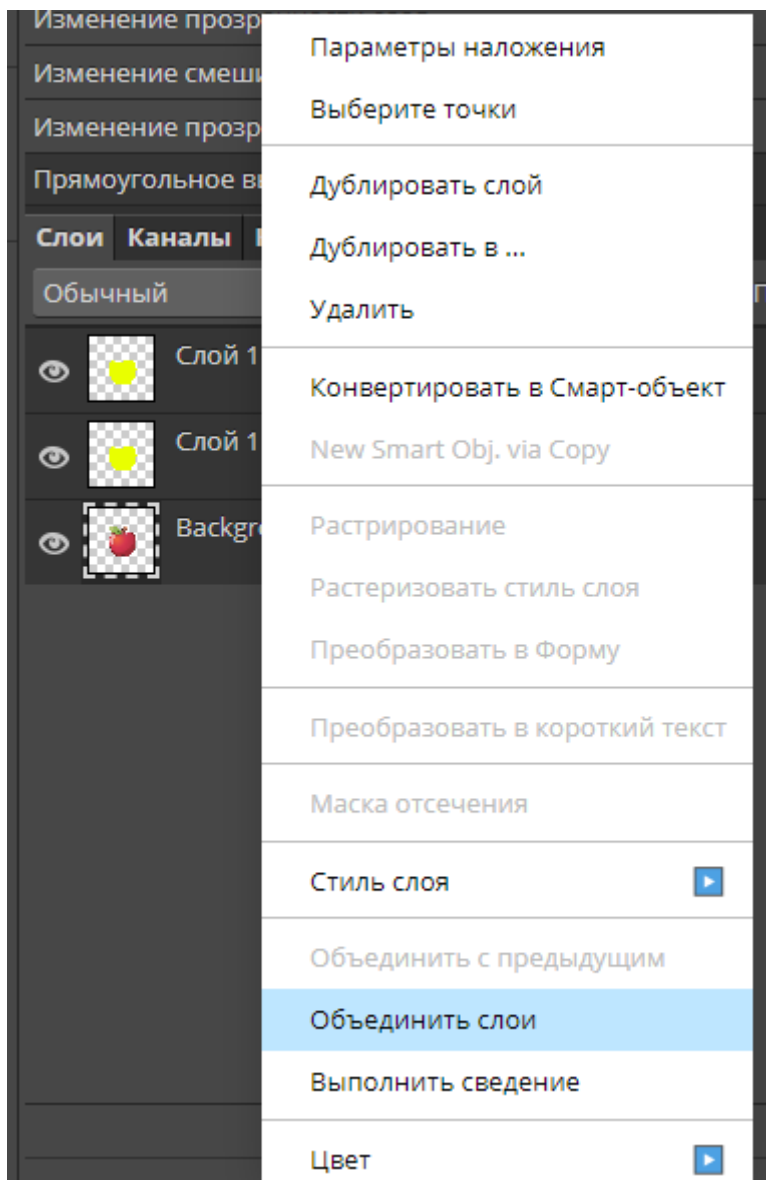 Изменение прозр
Изменение смеши
Изменение прозр
Прямоугольное в
Слои Каналы
Обычный
Слой 1
Слой 1
Backgr
Параметры наложения
Выберите точки
Дублировать слой
Дублировать в ...
Удалить
Конвертировать в Смарт-объект
New Smart Obj. via Copy
Растрирование
Растеризовать стиль слоя
Преобразовать в Форму
Преобразовать в короткий текст
Маска отсечения
Стиль слоя
Объединить с предыдущим
Объединить слои
Выполнить сведение
Цвет